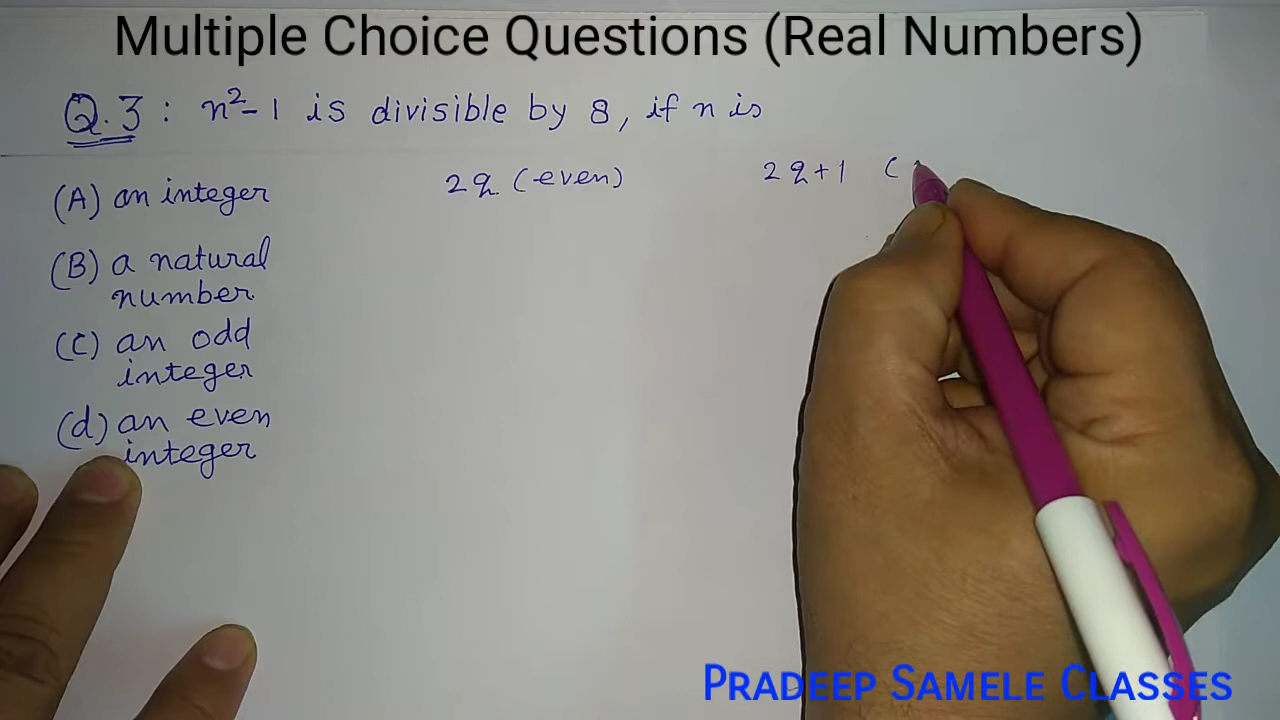 Multiple Choice Questions (Real Numbers)
Q.3 : n²-1 is divisible by 8, if n is
(A) an integer
2q (even)
2q+1 (
(B) a natural
number
(C) an odd
integer
(d) an even
integer
PRADEEP SAMELE CLASSES